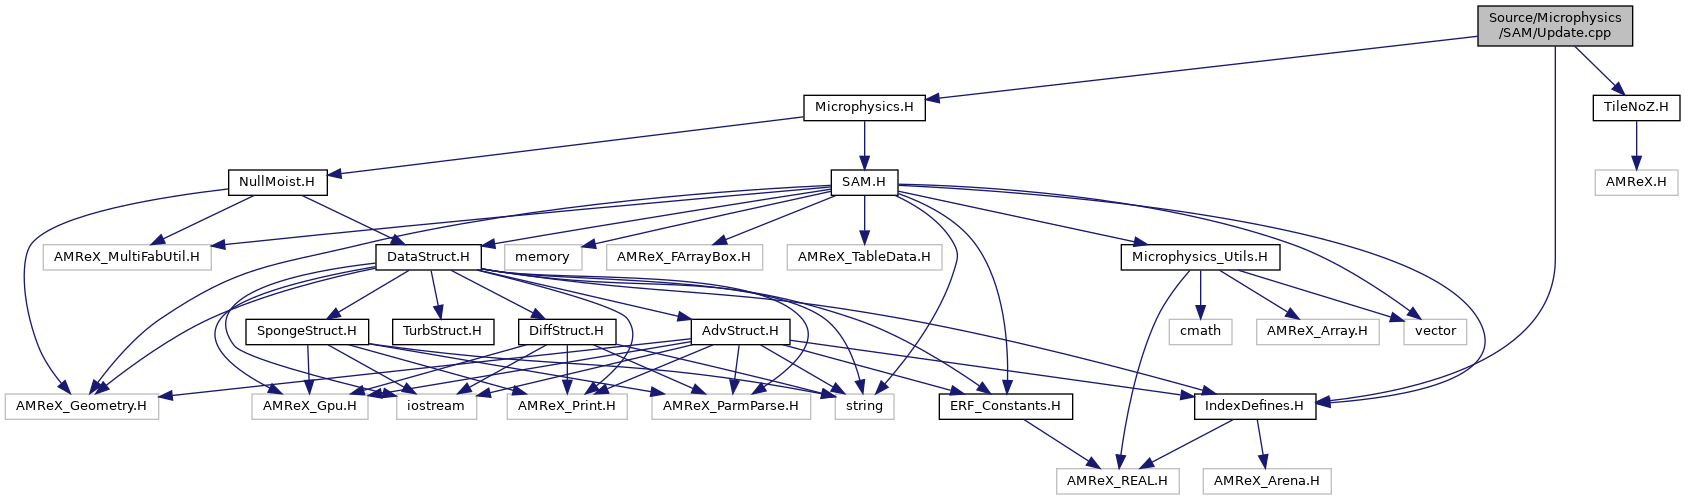 Source/Microphysics
/SAM/Update.cpp
Microphysics.H
TileNoZ.H
NullMoist.H
SAM.H
AMReX.H
AMReX_MultiFabUtil.H
DataStruct.H
memory
AMReX_FArrayBox.H
AMReX_TableData.H
Microphysics_Utils.H
SpongeStruct.H
TurbStruct.H
DiffStruct.H
AdvStruct.H
cmath
AMReX_Array.H
vector
AMReX_Geometry.H
AMReX_Gpu.H
iostream
AMReX_Print.H
AMReX_ParmParse.H
string
ERF_Constants.H
IndexDefines.H
AMReX_REAL.H
AMReX_Arena.H